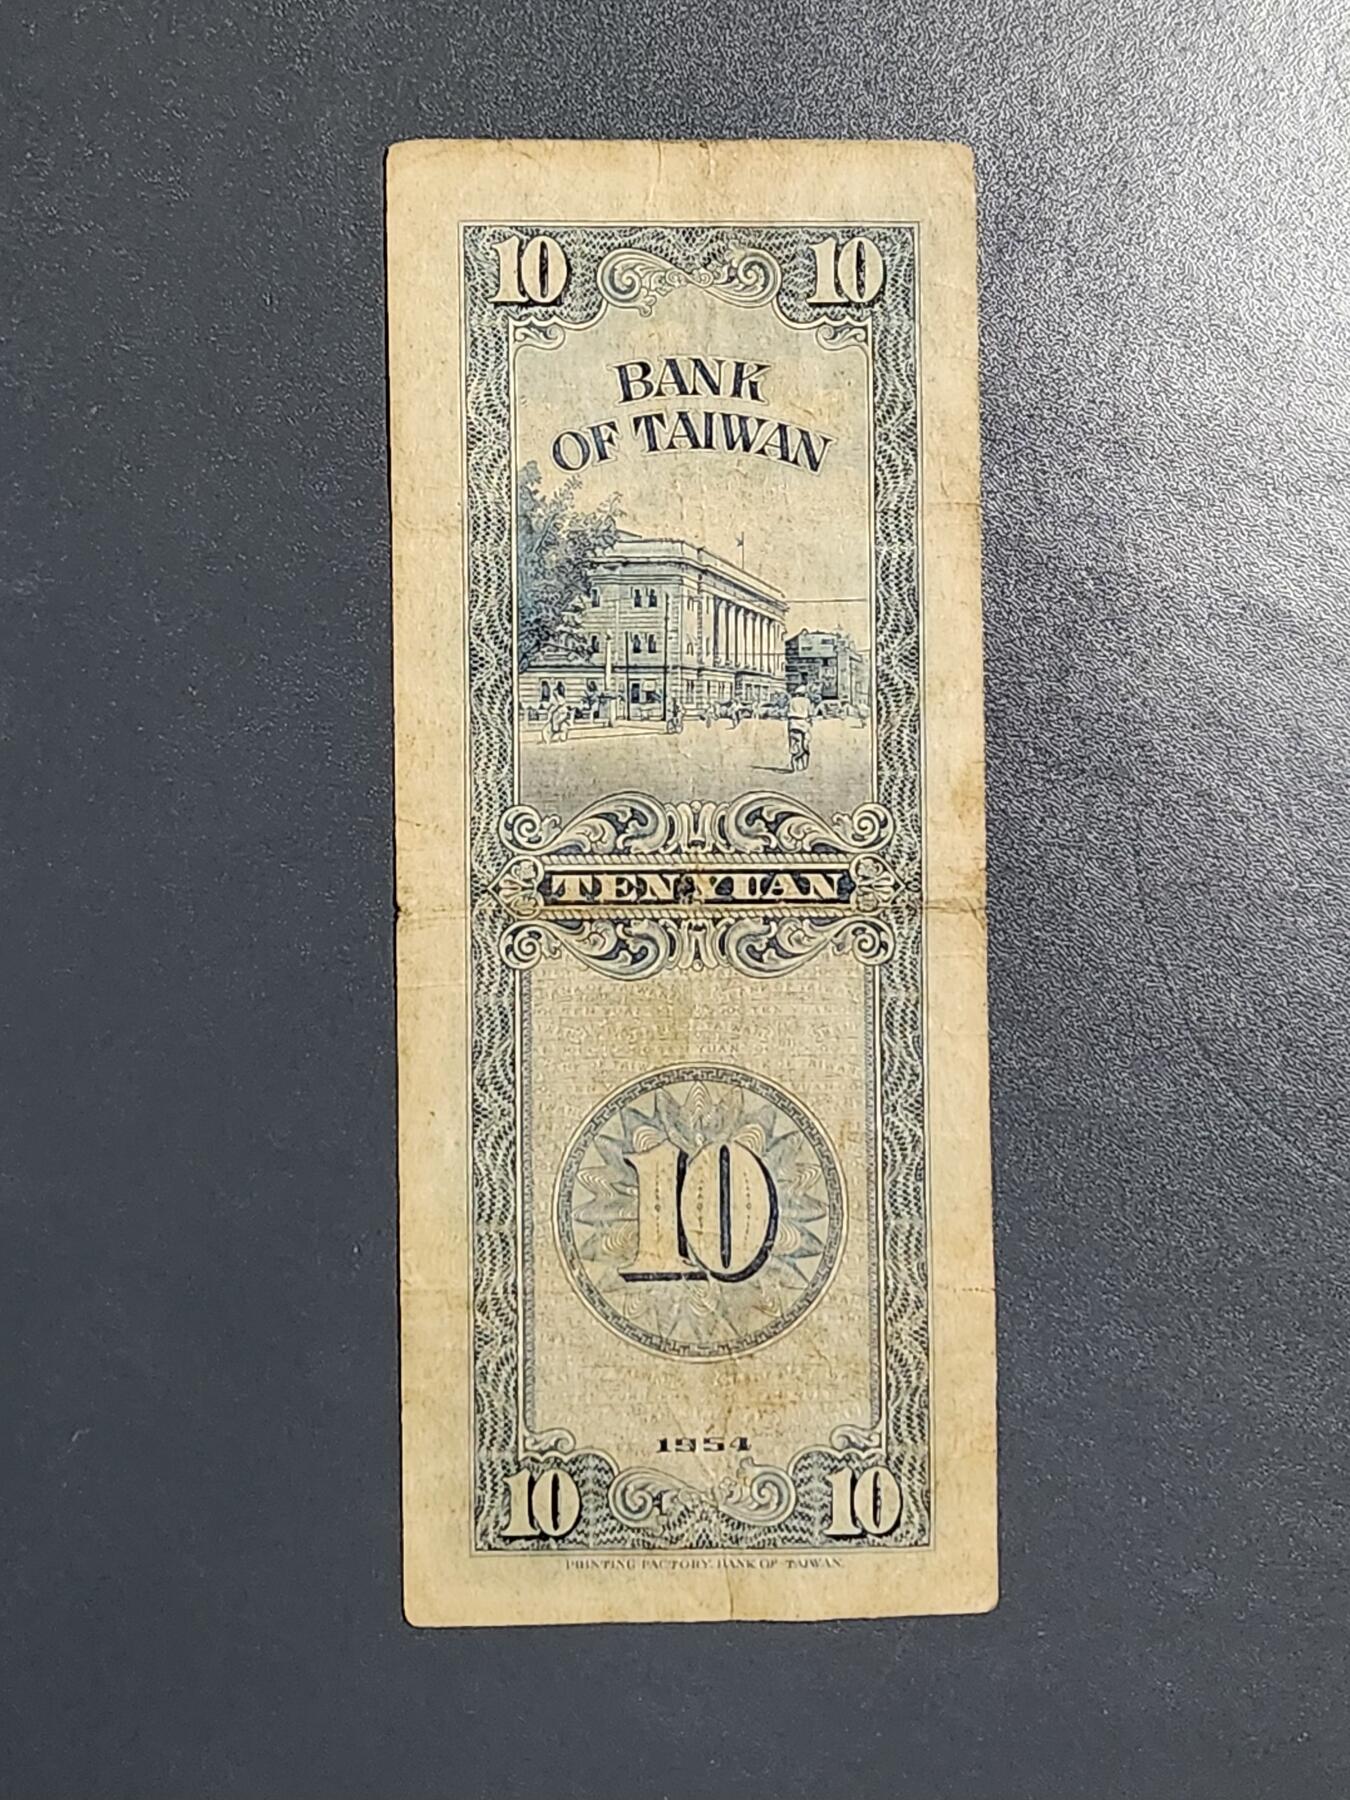 10 10
BANK
OF TAIWAN
TEN YUAN
10
1954
10 10
PRINTING FACTORY. BANK OF TAIWAN.